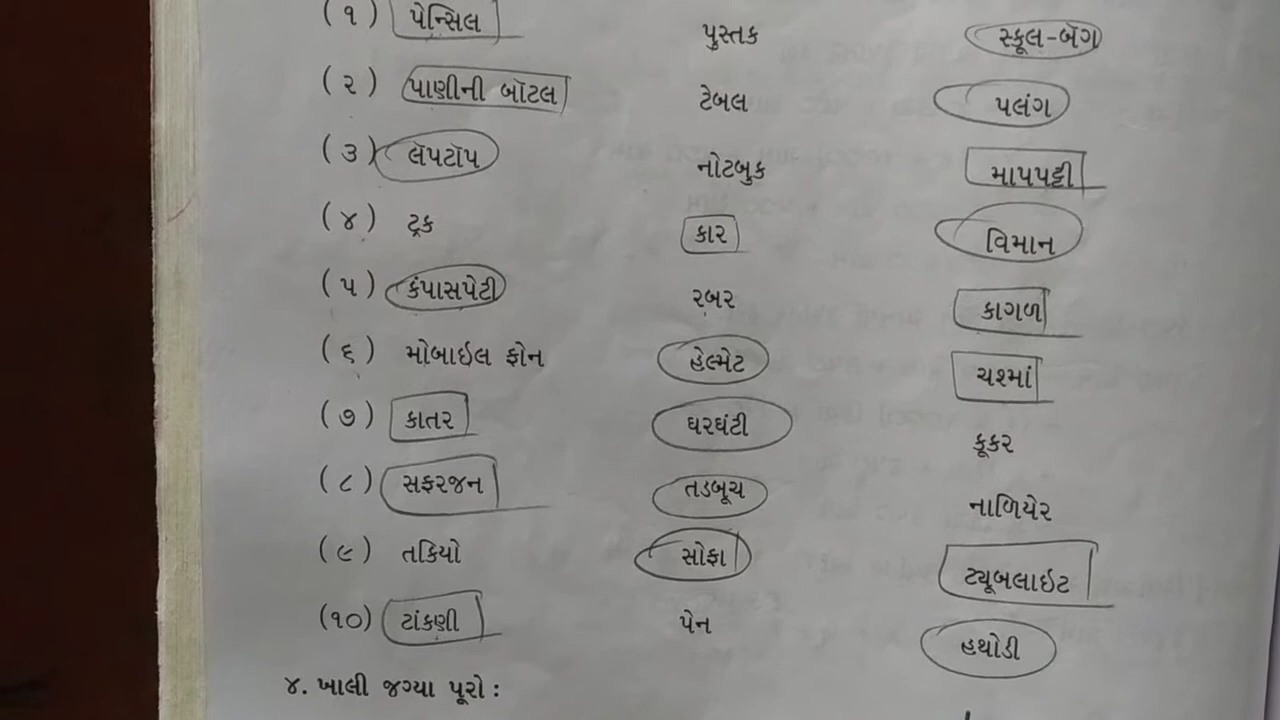 (૧) પેન્સિલ પુસ્તક સ્કૂલ-બૅગ
(૨) પાણીની બૉટલ ટેબલ પલંગ
(૩) લૅપટૉપ નોટબુક માપપટ્ટી
(૪) ટ્રક કાર વિમાન
(૫) કંપાસપેટી રબર કાગળ
(૬) મોબાઇલ ફોન હેલ્મેટ ચશ્માં
(૭) કાતર ઘરઘંટી કૂકર
(૮) સફરજન તડબૂચ નાળિયેર
(૯) તકિયો સોફા ટ્યૂબલાઇટ
(૧૦) ટાંકણી પેન હથોડી
૪. ખાલી જગ્યા પૂરો :